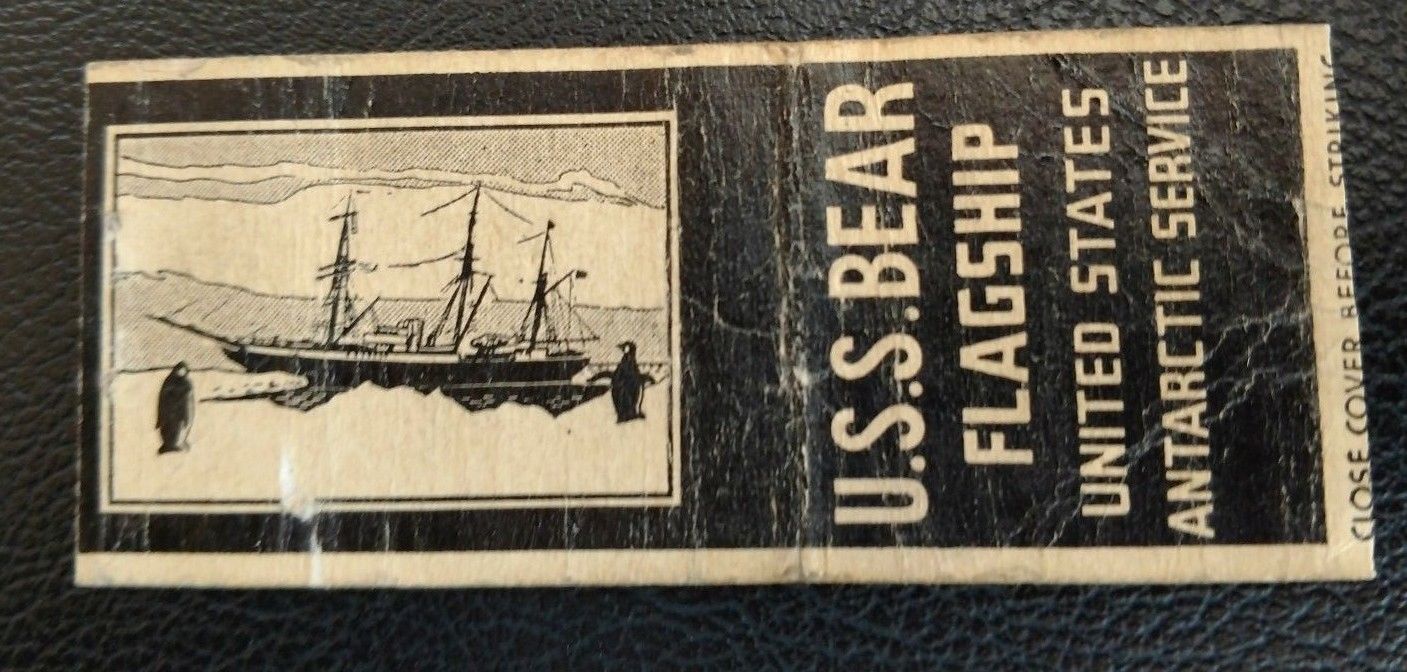 U.S.S. BEAR
FLAGSHIP
UNITED STATES
ANTARCTIC SERVICE
CLOSE COVER BEFORE STRIKING